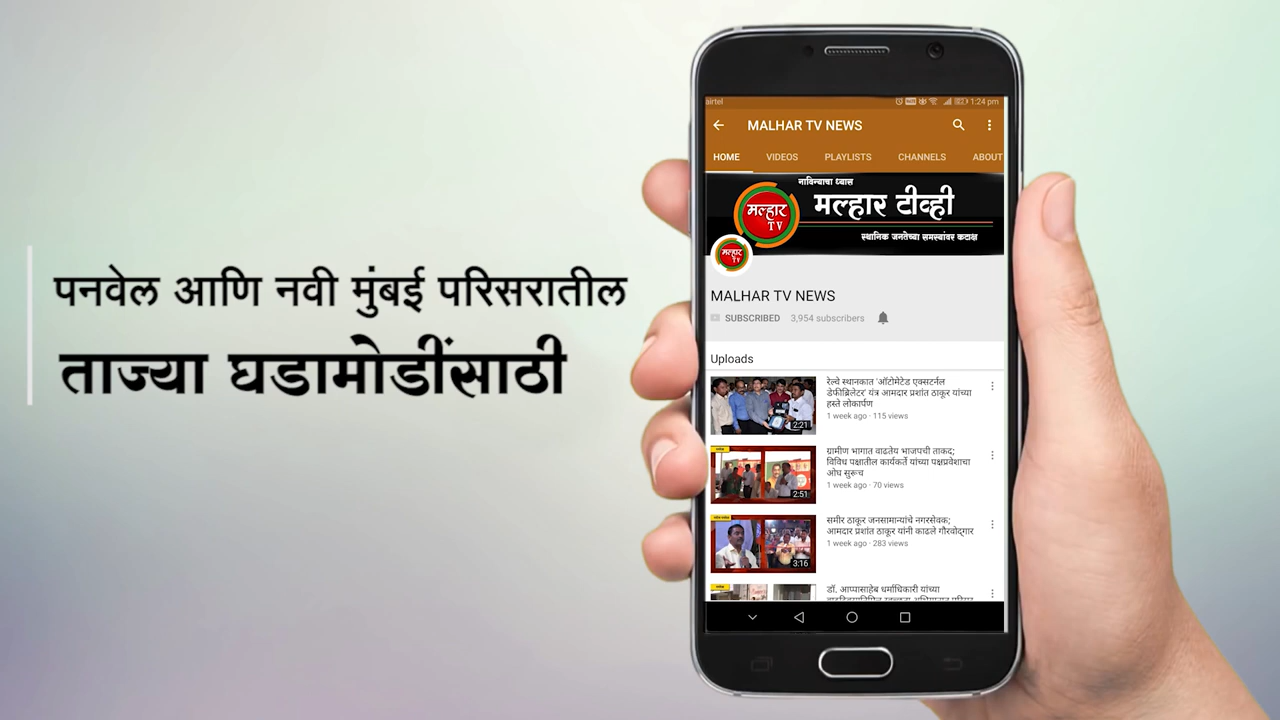 पनवेल आणि नवी मुंबई परिसरातील
ताज्या घडामोडींसाठी
airtel
1:24 pm
MALHAR TV NEWS
HOME VIDEOS PLAYLISTS CHANNELS ABOUT
नाविन्याचा ध्यास
मल्हार टीव्ही
मल्हार
TV
स्थानिक जनतेच्या समस्यांवर कटाक्ष
मल्हार
TV
MALHAR TV NEWS
SUBSCRIBED 3,954 subscribers
Uploads
रेल्वे स्थानकात 'ऑटोमेटेड एक्सटर्नल
डेफीब्रिलेटर' यंत्र आमदार प्रशांत ठाकूर यांच्या
हस्ते लोकार्पण
1 week ago · 115 views
2:21
ग्रामीण भागात वाढतेय भाजपची ताकद;
विविध पक्षातील कार्यकर्ते यांच्या पक्षप्रवेशाचा
ओघ सुरूच
1 week ago · 70 views
2:51
समीर ठाकूर जनसामान्यांचे नगरसेवक;
आमदार प्रशांत ठाकूर यांनी काढले गौरवोद्गार
1 week ago · 283 views
3:16
डॉ. आप्पासाहेब धर्माधिकारी यांच्या